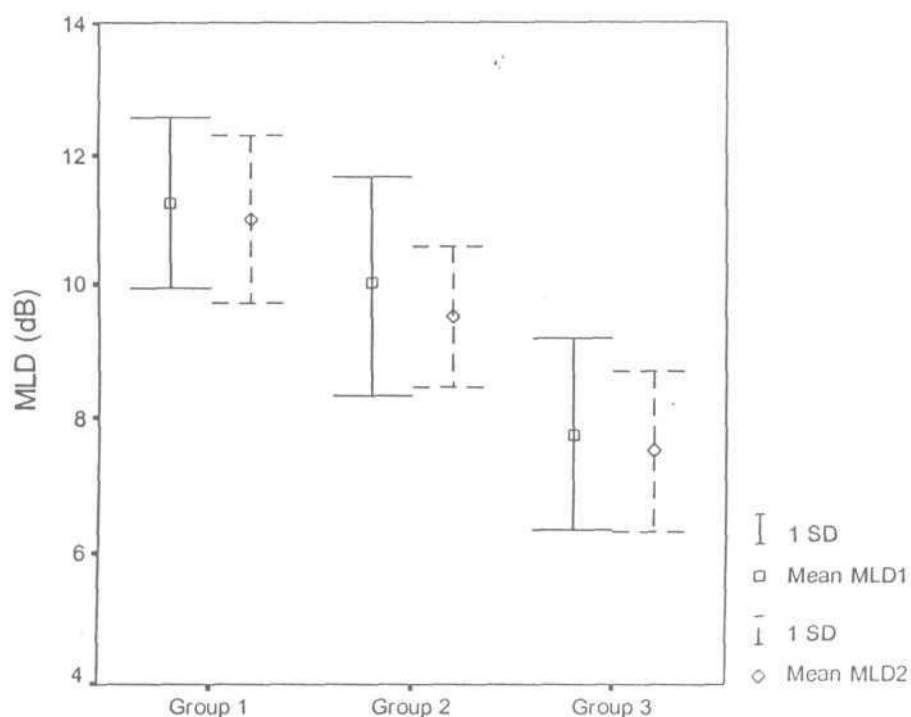 14
12
10
8
6
4
MLD (dB)
Group 1 Group 2 Group 3
1 SD
Mean MLD1
1 SD
Mean MLD2